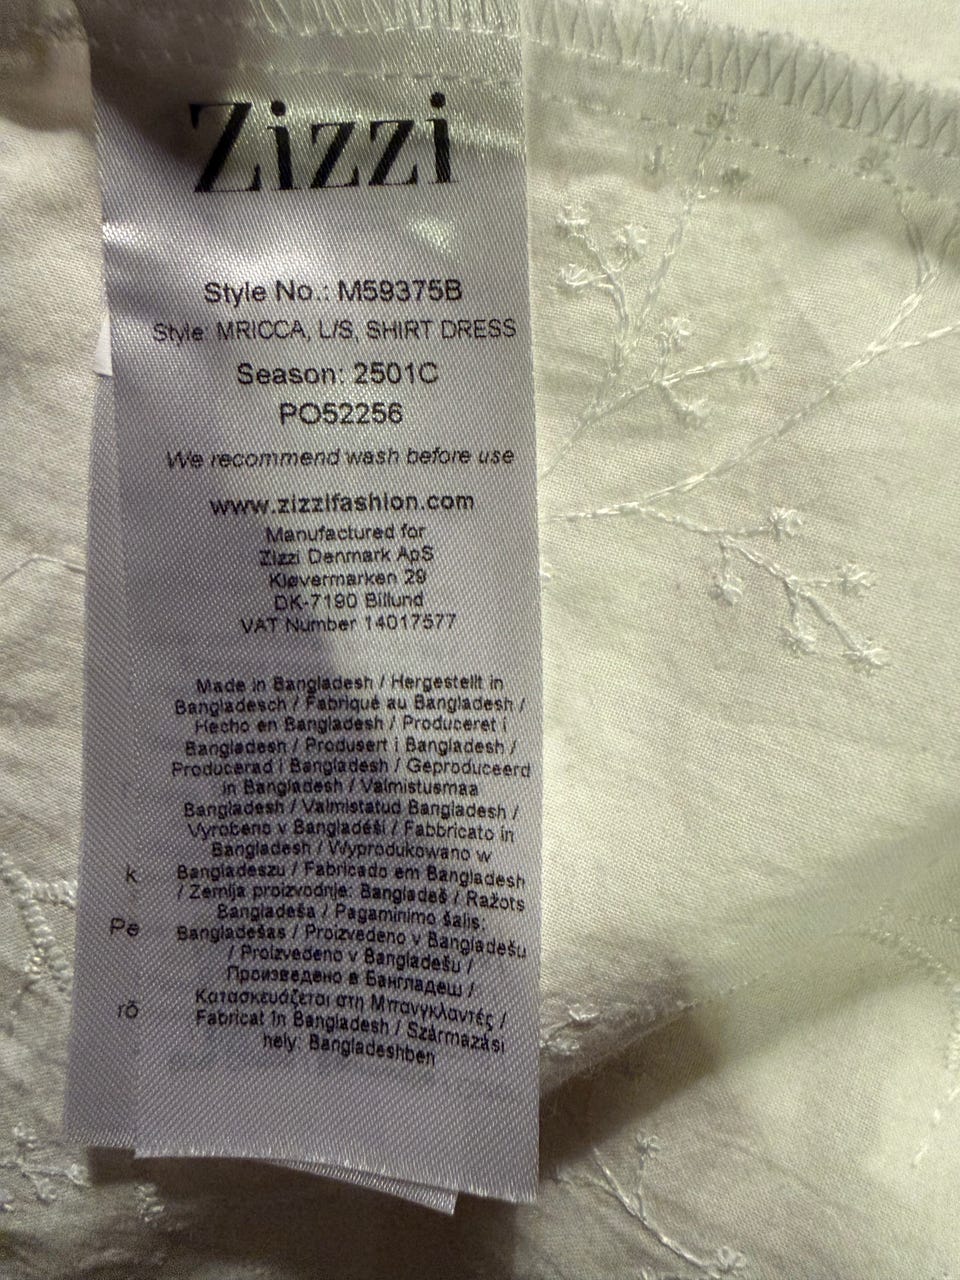 Zizzi
Style No.: M59375B
Style: MRICCA, L/S, SHIRT DRESS
Season: 2501C
PO52256
We recommend wash before use
www.zizzifashion.com
Manufactured for
Zizzi Denmark ApS
Kløvermarken 29
DK-7190 Billund
VAT Number 14017577
Made in Bangladesh / Hergestellt in
Bangladesch / Fabriqué au Bangladesh /
Hecho en Bangladesh / Produceret i
Bangladesh / Produsert i Bangladesh /
Producerad i Bangladesh / Geproduceerd
in Bangladesh / Valmistusmaa
Bangladesh / Valmistatud Bangladesh /
Vyrobeno v Bangladéši / Fabbricato in
Bangladesh / Wyprodukowano w
Bangladeszu / Fabricado em Bangladesh
/ Zemlja proizvodnje: Bangladeš / Ražots
Bangladeša / Pagaminimo šalis:
Bangladešas / Proizvedeno v Bangladešu
/ Proizvedeno v Bangladešu /
Произведено в Бангладеш /
Κατασκευάζεται στη Μπανγκλαντές /
Fabricat în Bangladesh / Származási
hely: Bangladeshben
k
Pe
rõ